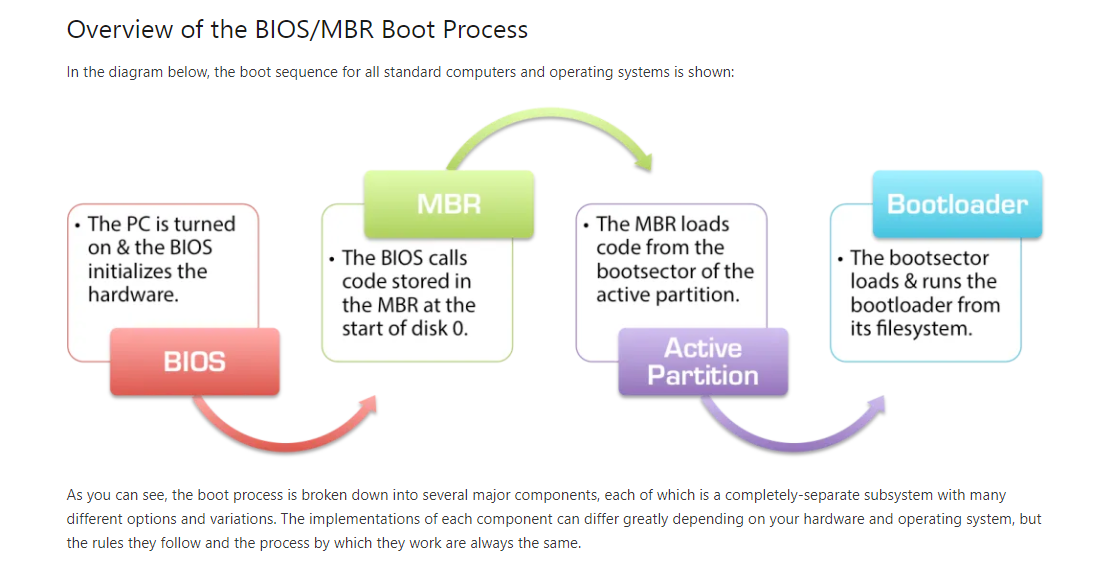 Overview of the BIOS/MBR Boot Process
In the diagram below, the boot sequence for all standard computers and operating systems is shown:
• The PC is turned
on & the BIOS
initializes the
hardware.
BIOS
MBR
• The BIOS calls
code stored in
the MBR at the
start of disk 0.
• The MBR loads
code from the
bootsector of the
active partition.
Active
Partition
Bootloader
• The bootsector
loads & runs the
bootloader from
its filesystem.
As you can see, the boot process is broken down into several major components, each of which is a completely-separate subsystem with many
different options and variations. The implementations of each component can differ greatly depending on your hardware and operating system, but
the rules they follow and the process by which they work are always the same.